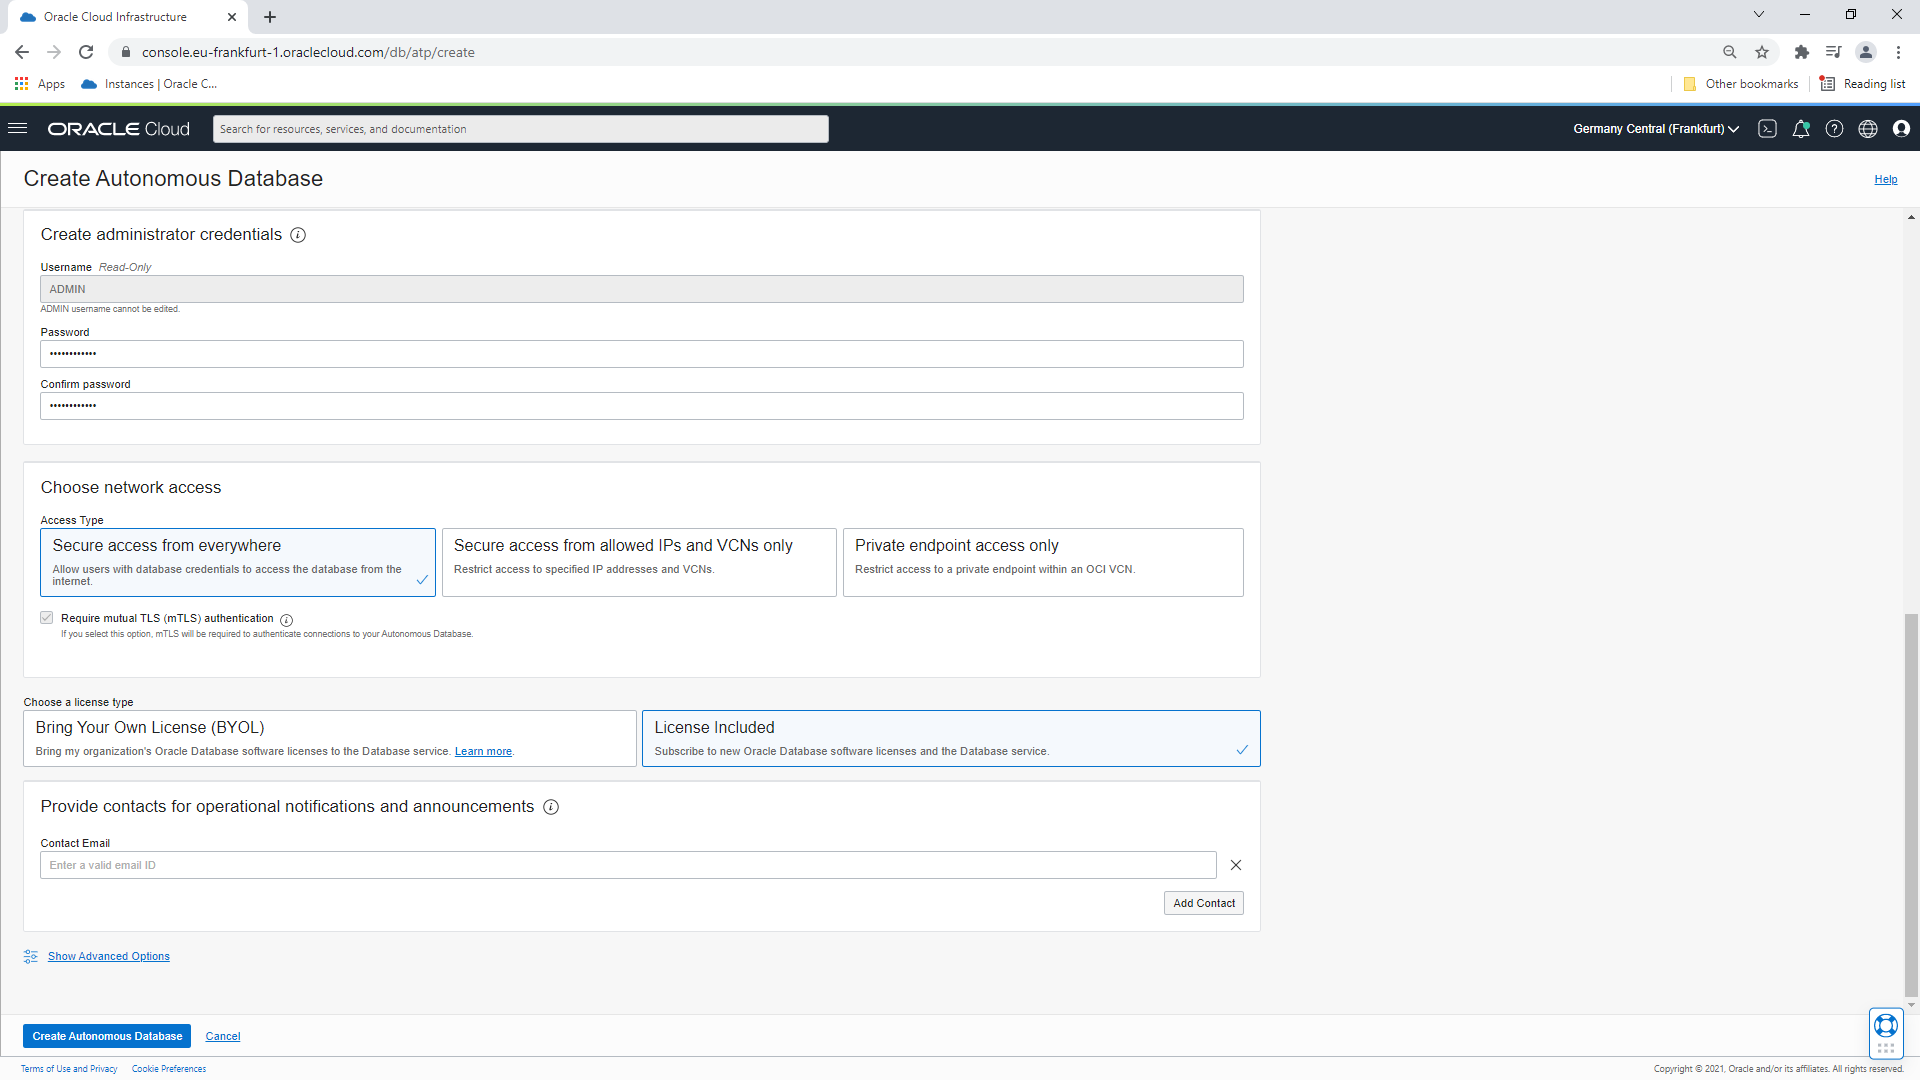 Oracle Cloud Infrastructure
console.eu-frankfurt-1.oraclecloud.com/db/atp/create
Apps
Instances | Oracle C...
Other bookmarks
Reading list
ORACLE Cloud
Search for resources, services, and documentation
Germany Central (Frankfurt)
Create Autonomous Database
Help
Create administrator credentials
Username Read-Only
ADMIN
ADMIN username cannot be edited.
Password
••••••••••••
Confirm password
••••••••••••
Choose network access
Access Type
Secure access from everywhere
Allow users with database credentials to access the database from the
internet.
Secure access from allowed IPs and VCNs only
Restrict access to specified IP addresses and VCNs.
Private endpoint access only
Restrict access to a private endpoint within an OCI VCN.
Require mutual TLS (mTLS) authentication
If you select this option, mTLS will be required to authenticate connections to your Autonomous Database.
Choose a license type
Bring Your Own License (BYOL)
Bring my organization's Oracle Database software licenses to the Database service. Learn more.
License Included
Subscribe to new Oracle Database software licenses and the Database service.
Provide contacts for operational notifications and announcements
Contact Email
Enter a valid email ID
Add Contact
Show Advanced Options
Create Autonomous Database
Cancel
Terms of Use and Privacy
Cookie Preferences
Copyright © 2021, Oracle and/or its affiliates. All rights reserved.